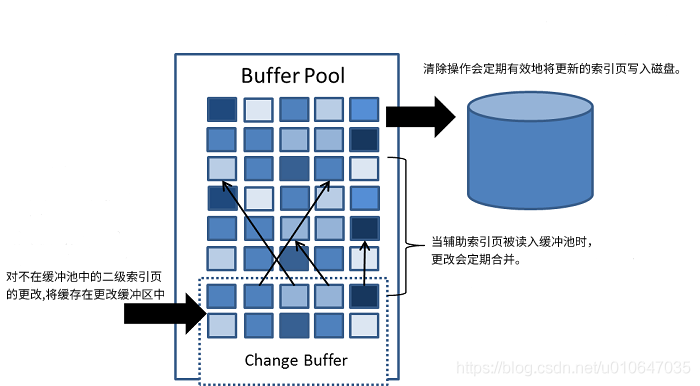 清除操作会定期有效地将更新的索引页写入磁盘。
Buffer Pool
当辅助索引页被读入缓冲池时,
更改会定期合并。
对不在缓冲池中的二级索引页
的更改,将缓存在更改缓冲区中
Change Buffer
https://blog.csdn.net/u010647035